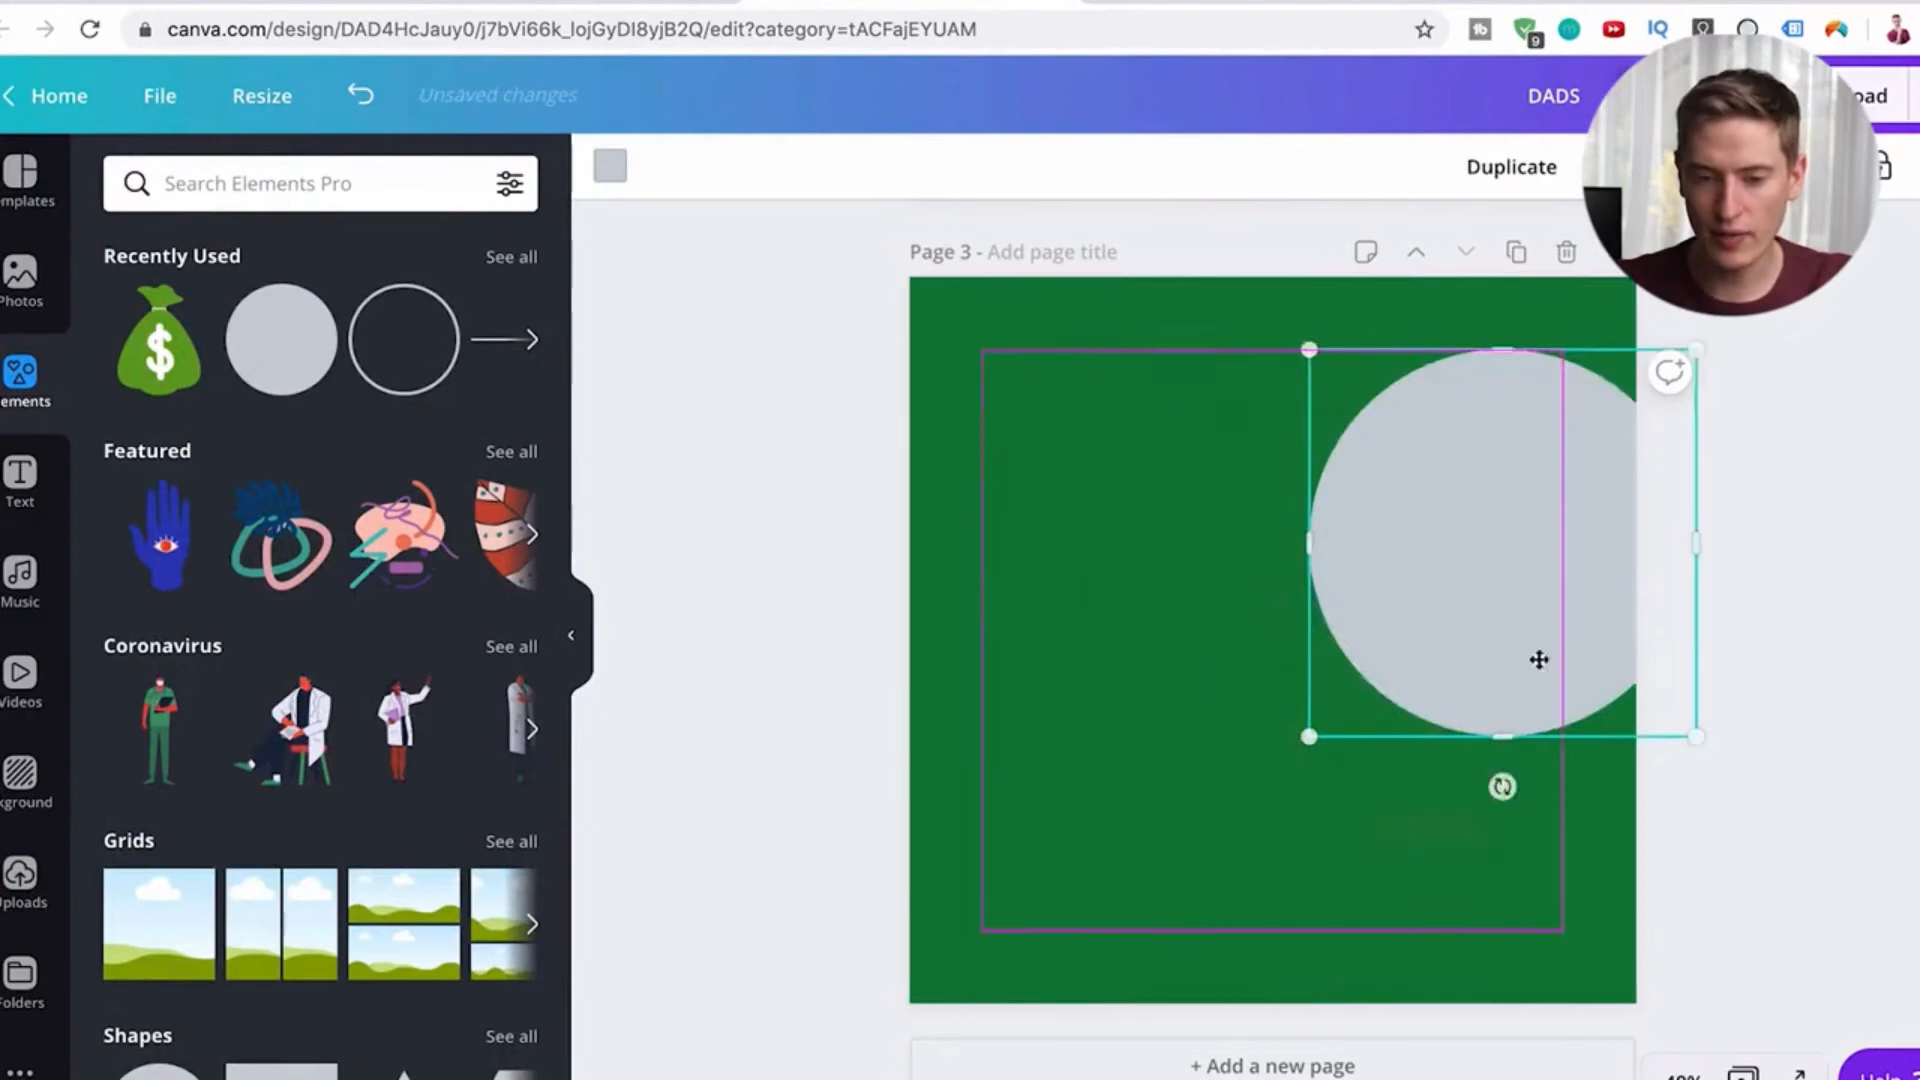 canva.com/design/DAD4HcJauy0/j7bVi66k_lojGyDI8yjB2Q/edit?category=tACFajEYUAM
9
Home
File
Resize
Unsaved changes
DADS
oad
mplates
Search Elements Pro
Duplicate
Recently Used
See all
Page 3 - Add page title
Photos
$
ements
Featured
See all
Text
Music
Coronavirus
See all
Videos
kground
Grids
See all
Uploads
Folders
Shapes
See all
+ Add a new page